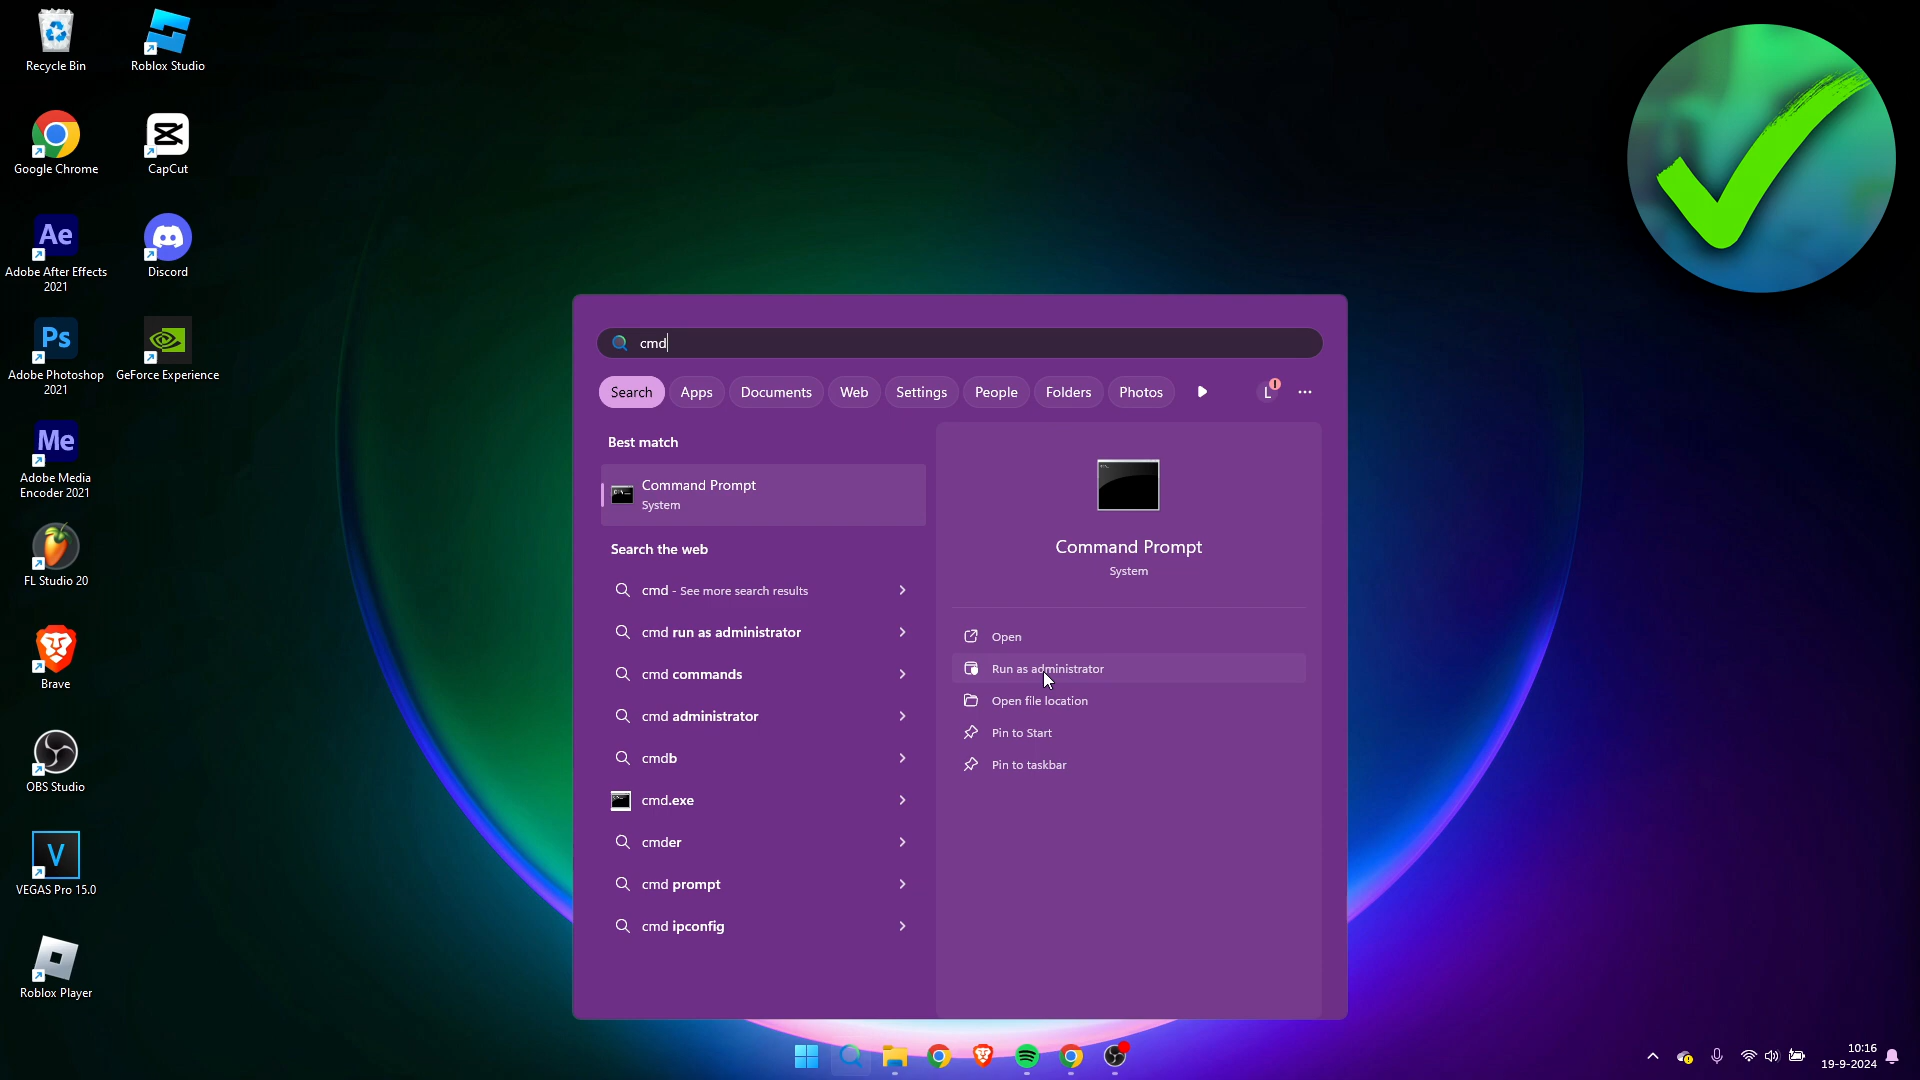 Recycle Bin
Roblox Studio
Google Chrome
CapCut
Ae
Adobe After Effects
2021
Discord
Ps
Adobe Photoshop
2021
GeForce Experience
Me
Adobe Media
Encoder 2021
FL Studio 20
Brave
OBS Studio
V
VEGAS Pro 15.0
Roblox Player
cmd
Search
Apps
Documents
Web
Settings
People
Folders
Photos
L
!
Best match
Command Prompt
System
Search the web
cmd - See more search results
cmd run as administrator
cmd commands
cmd administrator
cmdb
cmd.exe
cmder
cmd prompt
cmd ipconfig
Command Prompt
System
Open
Run as administrator
Open file location
Pin to Start
Pin to taskbar
10:16
19-9-2024